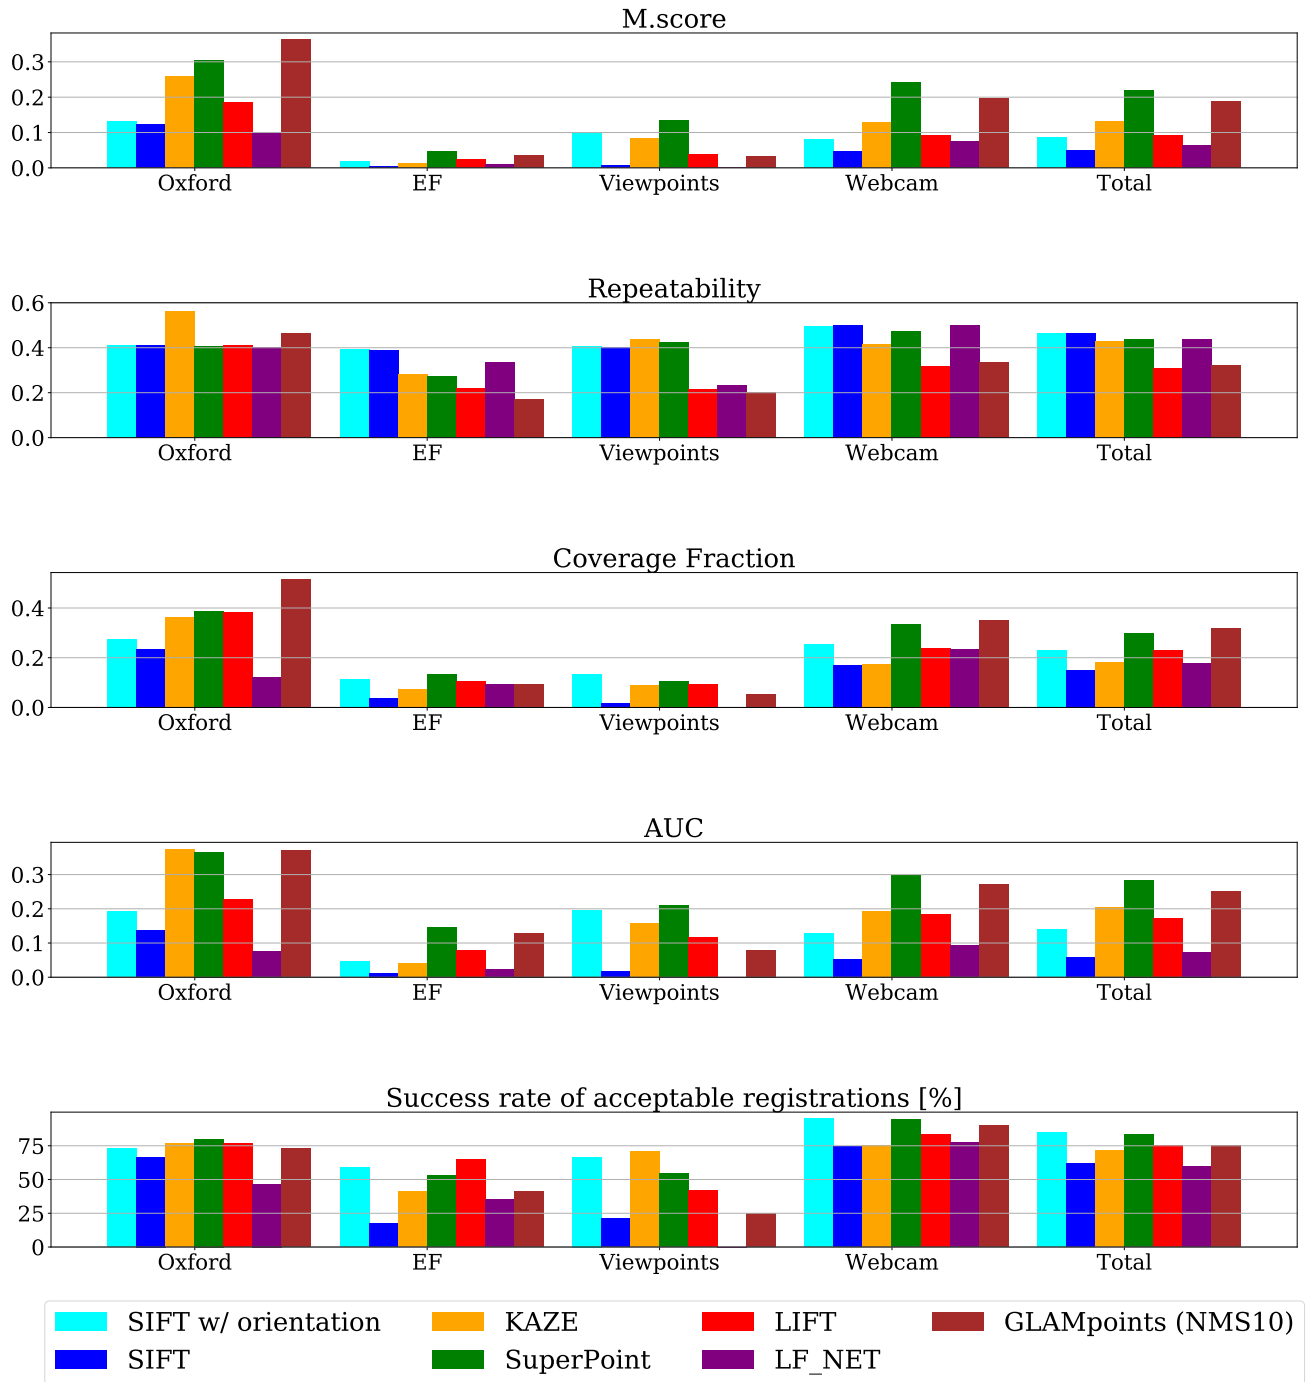 M.score
0.3
0.2
0.1
0.0
Oxford EF Viewpoints Webcam Total
Repeatability
0.6
0.4
0.2
0.0
Oxford EF Viewpoints Webcam Total
Coverage Fraction
0.4
0.2
0.0
Oxford EF Viewpoints Webcam Total
AUC
0.3
0.2
0.1
0.0
Oxford EF Viewpoints Webcam Total
Success rate of acceptable registrations [%]
75
50
25
0
Oxford EF Viewpoints Webcam Total
SIFT w/ orientation KAZE LIFT GLAMpoints (NMS10)
SIFT SuperPoint LF_NET